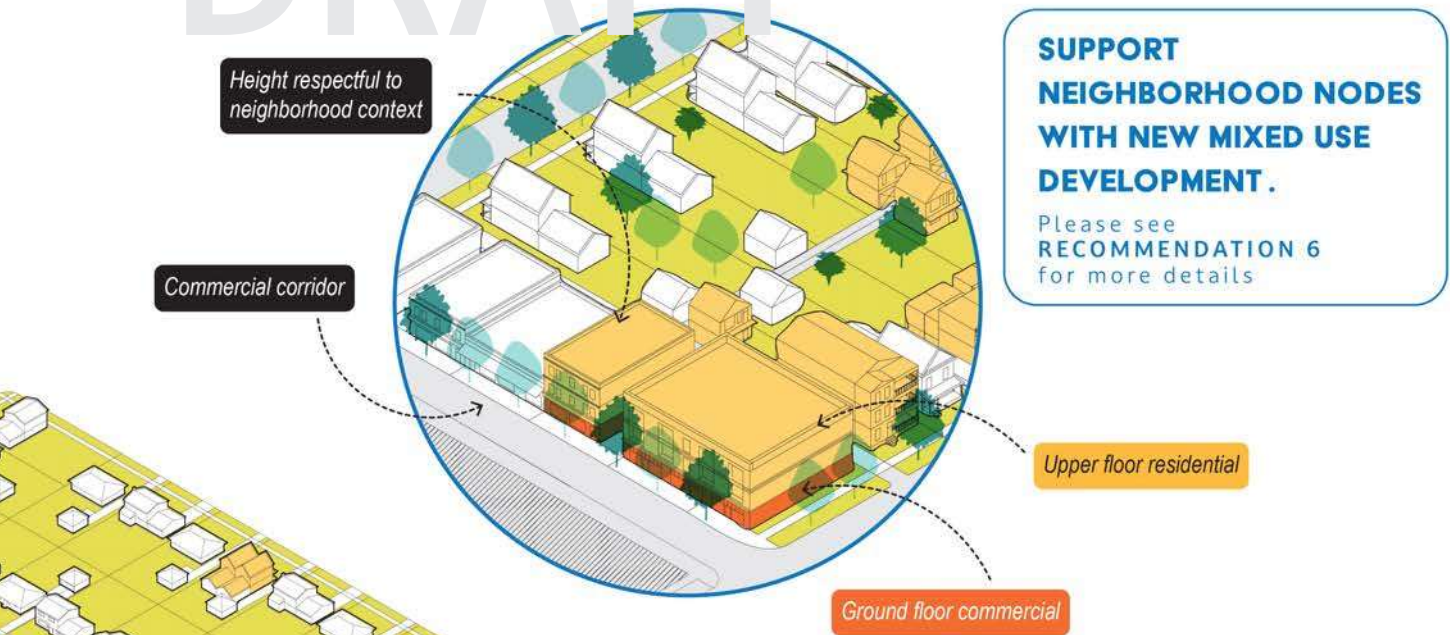 DRAFT
Height respectful to
neighborhood context
Commercial corridor
SUPPORT
NEIGHBORHOOD NODES
WITH NEW MIXED USE
DEVELOPMENT.
Please see
RECOMMENDATION 6
for more details
Upper floor residential
Ground floor commercial